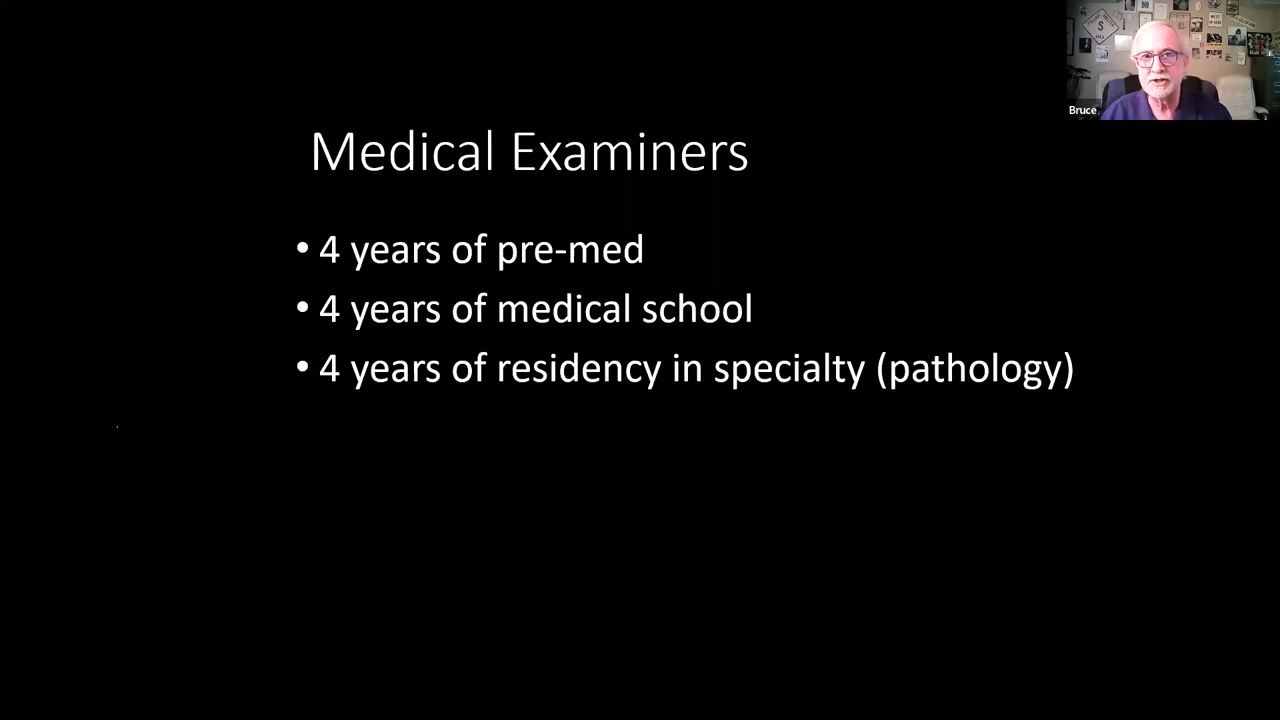 Medical Examiners
• 4 years of pre-med
• 4 years of medical school
• 4 years of residency in specialty (pathology)
Bruce